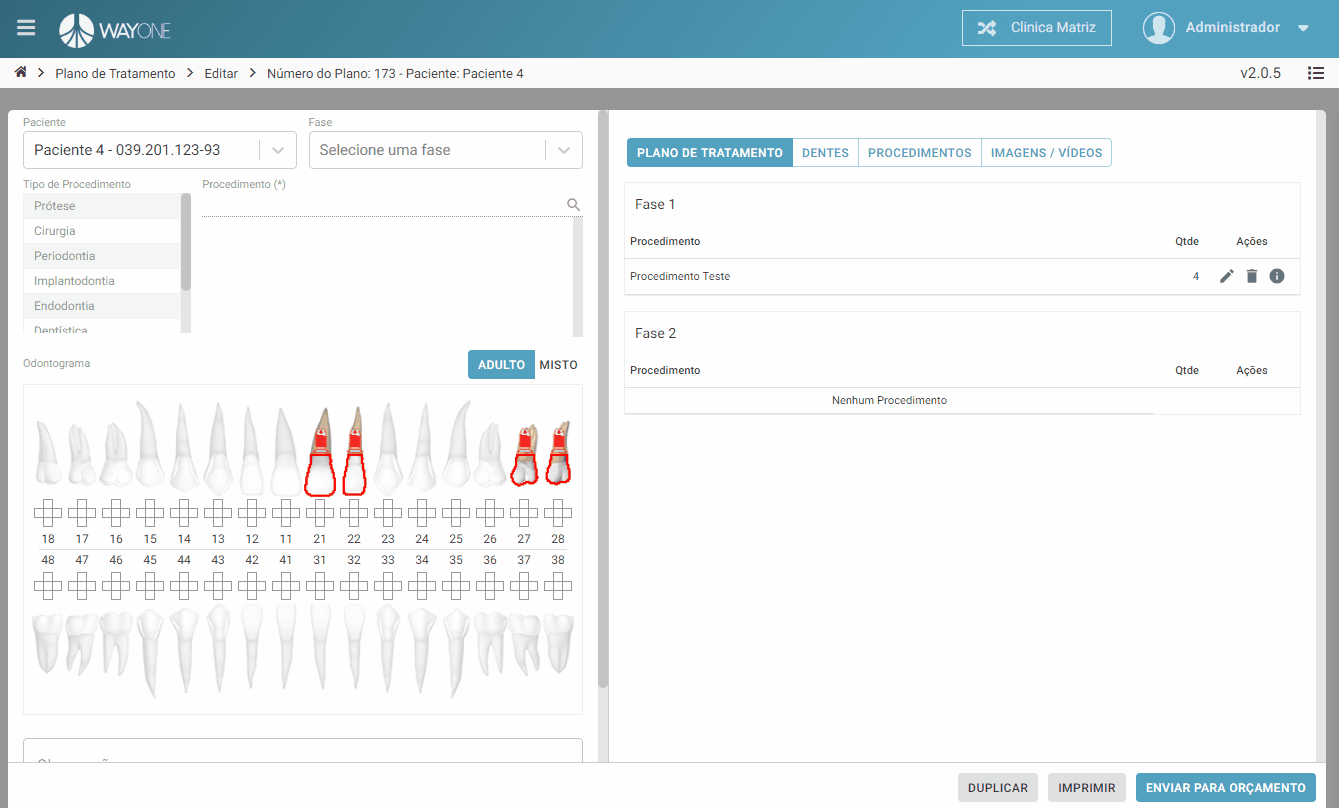 WAYONE
Clinica Matriz
Administrador
Plano de Tratamento
Editar
Número do Plano: 173 - Paciente: Paciente 4
v2.0.5
Paciente
Fase
Paciente 4 - 039.201.123-93
Selecione uma fase
Tipo de Procedimento
Procedimento (*)
Prótese
Cirurgia
Periodontia
Implantodontia
Endodontia
Dentística
Odontograma
ADULTO
MISTO
18 17 16 15 14 13 12 11 21 22 23 24 25 26 27 28
48 47 46 45 44 43 42 41 31 32 33 34 35 36 37 38
PLANO DE TRATAMENTO
DENTES
PROCEDIMENTOS
IMAGENS / VÍDEOS
Fase 1
Procedimento Qtde Ações
Procedimento Teste 4
Fase 2
Procedimento Qtde Ações
Nenhum Procedimento
DUPLICAR
IMPRIMIR
ENVIAR PARA ORÇAMENTO